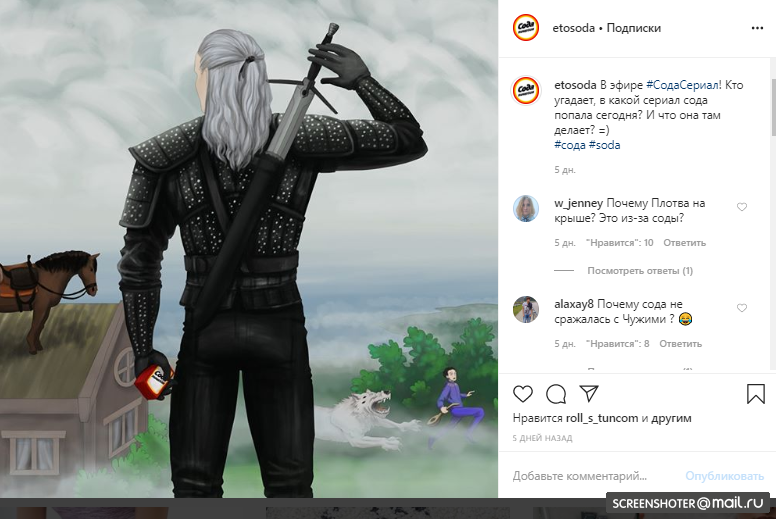 Сода
etosoda • Подписки
Сода
etosoda В эфире #СодаСериал! Кто
угадает, в какой сериал сода
попала сегодня? И что она там
делает? =)
#сода #soda
5 дн.
w_jenney Почему Плотва на
крыше? Это из-за соды?
5 дн. "Нравится": 10 Ответить
Посмотреть ответы (1)
alaxay8 Почему сода не
сражалась с Чужими ? 😂
5 дн. "Нравится": 8 Ответить
Нравится roll_s_tuncom и другим
5 ДНЕЙ НАЗАД
Добавьте комментарий... Опубликовать
Сода
SCREENSHOTER@mail.ru